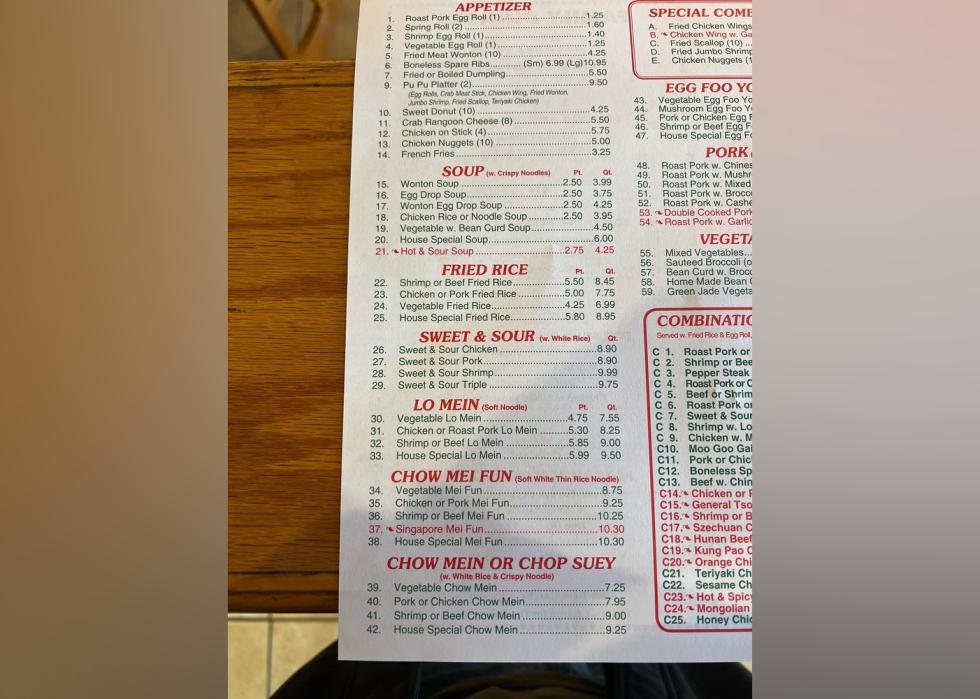 APPETIZER
1. Roast Pork Egg Roll (1) 1.25
2. Spring Roll (2) 1.60
3. Shrimp Egg Roll (1) 1.40
4. Vegetable Egg Roll (1) 1.25
5. Fried Meat Wonton (10) 4.25
6. Boneless Spare Ribs (Sm) 6.99 (Lg)10.95
7. Fried or Boiled Dumpling 5.50
9. Pu Pu Platter (2) 9.50
(Egg Rolls, Crab Meat Stick, Chicken Wing, Fried Wonton,
Jumbo Shrimp, Fried Scallop, Teriyaki Chicken)
10. Sweet Donut (10) 4.25
11. Crab Rangoon Cheese (8) 5.50
12. Chicken on Stick (4) 5.75
13. Chicken Nuggets (10) 5.00
14. French Fries 3.25
SOUP (w. Crispy Noodles) Pt. Qt.
15. Wonton Soup 2.50 3.99
16. Egg Drop Soup 2.50 3.75
17. Wonton Egg Drop Soup 2.50 4.25
18. Chicken Rice or Noodle Soup 2.50 3.95
19. Vegetable w. Bean Curd Soup 4.50
20. House Special Soup 6.00
21. Hot & Sour Soup 2.75 4.25
FRIED RICE Pt. Qt.
22. Shrimp or Beef Fried Rice 5.50 8.45
23. Chicken or Pork Fried Rice 5.00 7.75
24. Vegetable Fried Rice 4.25 6.99
25. House Special Fried Rice 5.80 8.95
SWEET & SOUR (w. White Rice) Qt.
26. Sweet & Sour Chicken 8.90
27. Sweet & Sour Pork 8.90
28. Sweet & Sour Shrimp 9.99
29. Sweet & Sour Triple 9.75
LO MEIN (Soft Noodle) Pt. Qt.
30. Vegetable Lo Mein 4.75 7.55
31. Chicken or Roast Pork Lo Mein 5.30 8.25
32. Shrimp or Beef Lo Mein 5.85 9.00
33. House Special Lo Mein 5.99 9.50
CHOW MEI FUN (Soft White Thin Rice Noodle)
34. Vegetable Mei Fun 8.75
35. Chicken or Pork Mei Fun 9.25
36. Shrimp or Beef Mei Fun 10.25
37. Singapore Mei Fun 10.30
38. House Special Mei Fun 10.30
CHOW MEIN OR CHOP SUEY
(w. White Rice & Crispy Noodle)
39. Vegetable Chow Mein 7.25
40. Pork or Chicken Chow Mein 7.95
41. Shrimp or Beef Chow Mein 9.00
42. House Special Chow Mein 9.25
SPECIAL COMB
A. Fried Chicken Wings
B. Chicken Wing w. Ga
C. Fried Scallop (10)
D. Fried Jumbo Shrimp
E. Chicken Nuggets (1
EGG FOO YO
43. Vegetable Egg Foo Yo
44. Mushroom Egg Foo Y
45. Pork or Chicken Egg F
46. Shrimp or Beef Egg F
47. House Special Egg Fo
PORK
48. Roast Pork w. Chines
49. Roast Pork w. Mushr
50. Roast Pork w. Mixed
51. Roast Pork w. Brocc
52. Roast Pork w. Cashe
53. Double Cooked Pork
54. Roast Pork w. Garlic
VEGETA
55. Mixed Vegetables
56. Sauteed Broccoli (o
57. Bean Curd w. Brocc
58. Home Made Bean
59. Green Jade Vegeta
COMBINATIO
Served w. Fried Rice & Egg Roll,
C 1. Roast Pork or
C 2. Shrimp or Bee
C 3. Pepper Steak
C 4. Roast Pork or C
C 5. Beef or Shrim
C 6. Roast Pork or
C 7. Sweet & Sour
C 8. Shrimp w. Lo
C 9. Chicken w. M
C10. Moo Goo Gai
C11. Pork or Chic
C12. Boneless Sp
C13. Beef w. Chin
C14. Chicken or P
C15. General Tso
C16. Shrimp or B
C17. Szechuan C
C18. Hunan Beef
C19. Kung Pao C
C20. Orange Chi
C21. Teriyaki Ch
C22. Sesame Ch
C23. Hot & Spicy
C24. Mongolian
C25. Honey Chic